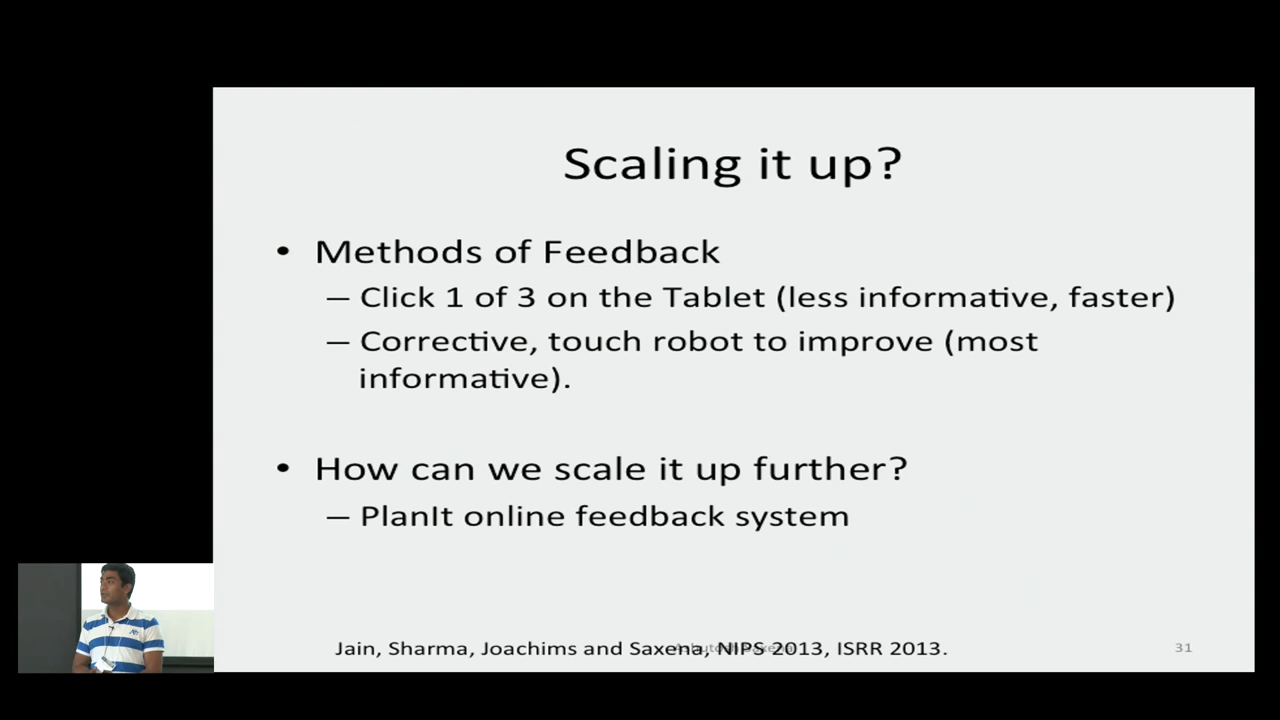 Scaling it up?
• Methods of Feedback
– Click 1 of 3 on the Tablet (less informative, faster)
– Corrective, touch robot to improve (most
informative).
• How can we scale it up further?
– PlanIt online feedback system
Jain, Sharma, Joachims and Saxena, NIPS 2013, ISRR 2013.
31